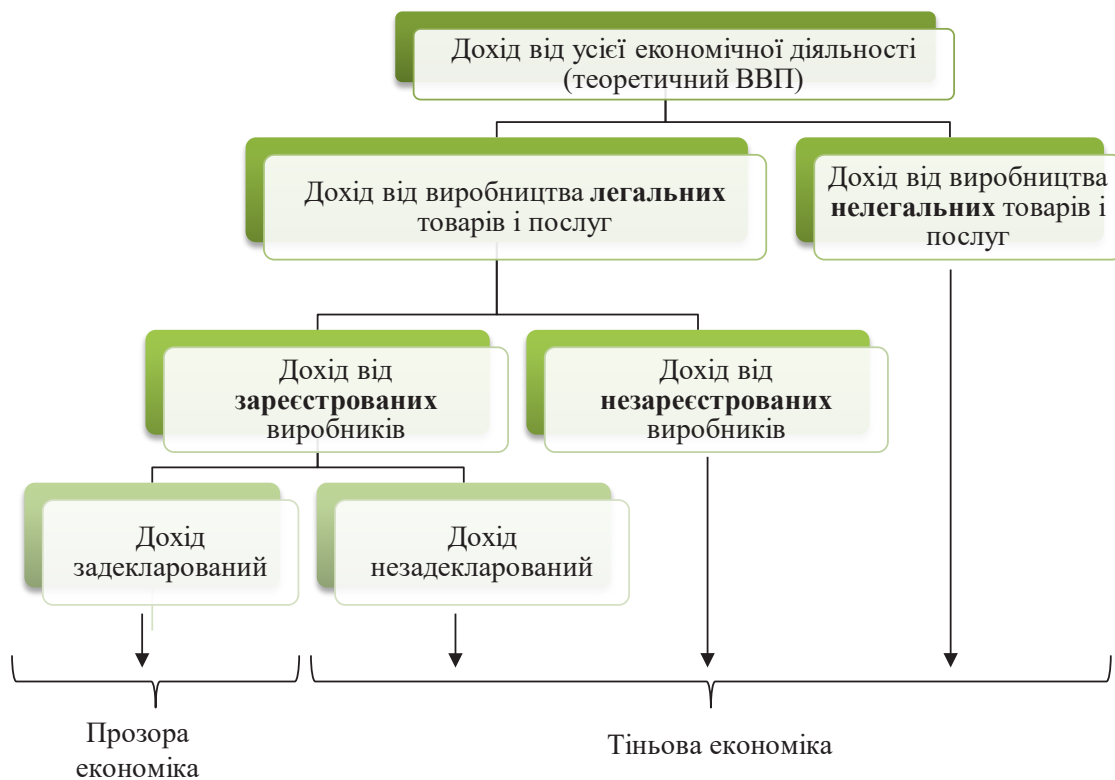 Дохід від усієї економічної діяльності
(теоретичний ВВП)
Дохід від виробництва легальних
товарів і послуг
Дохід від виробництва
нелегальних товарів і
послуг
Дохід від
зареєстрованих
виробників
Дохід від
незареєстрованих
виробників
Дохід
задекларований
Дохід
незадекларований
Прозора
економіка
Тіньова економіка